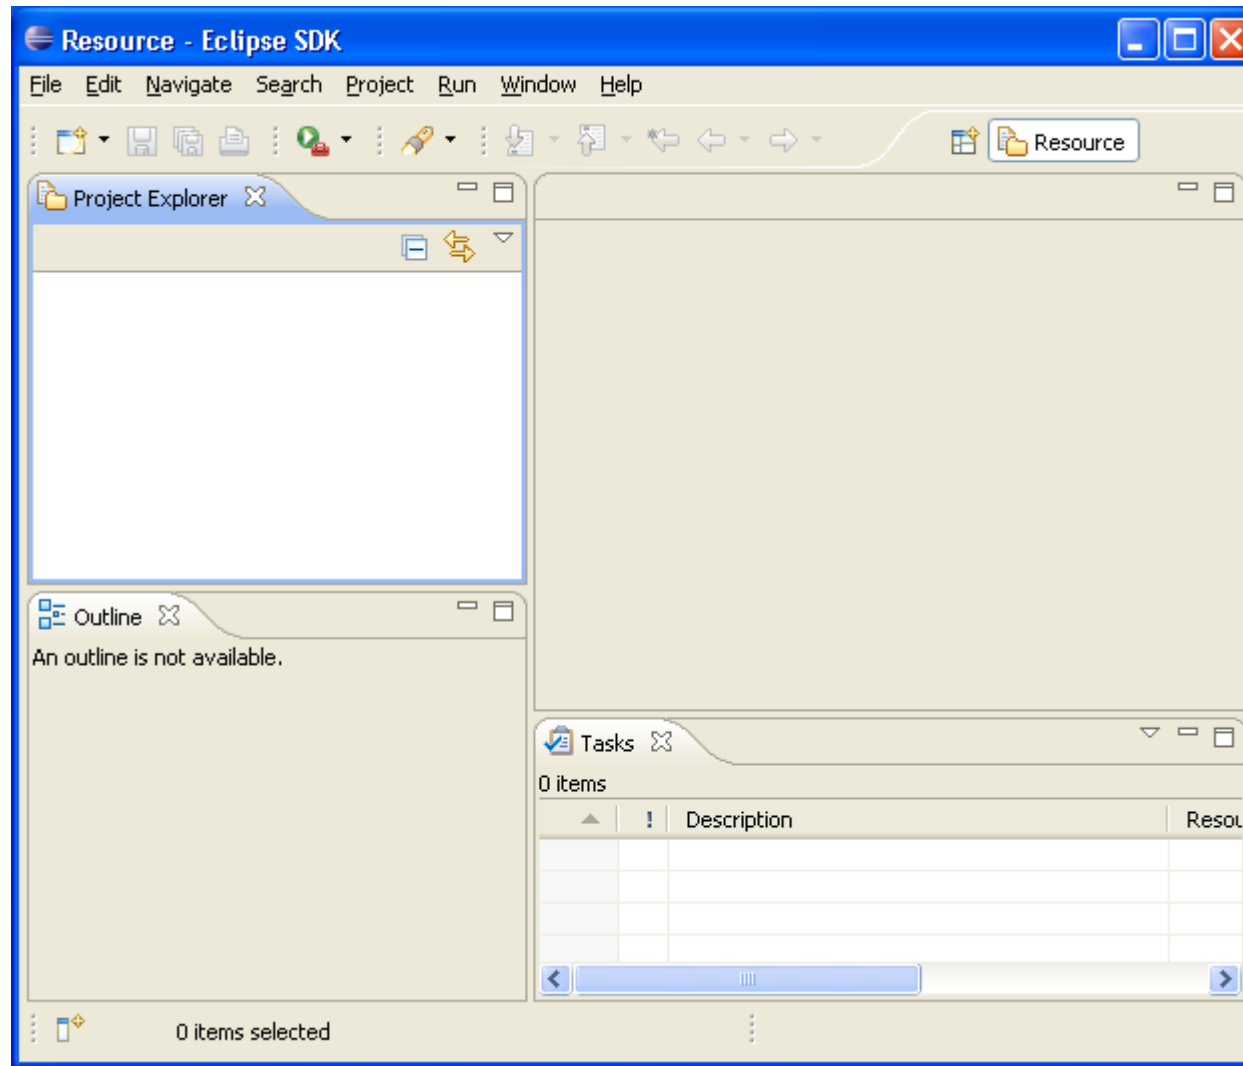 Resource - Eclipse SDK
File Edit Navigate Search Project Run Window Help
Resource
Project Explorer
Outline
An outline is not available.
Tasks
0 items
! Description Resou
0 items selected